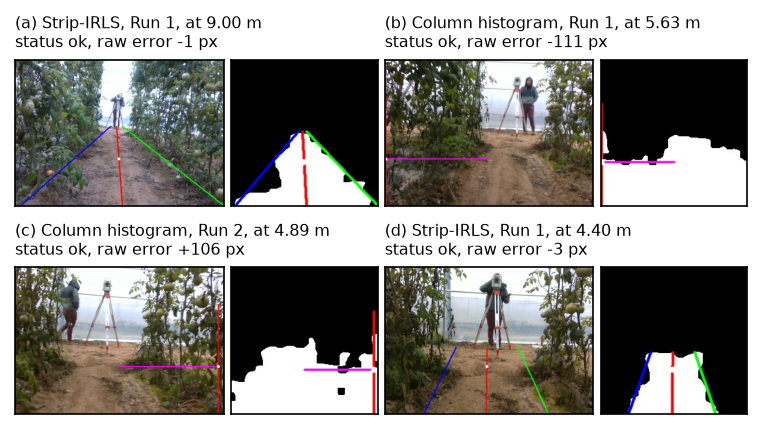 (a) Strip-IRLS, Run 1, at 9.00 m
status ok, raw error -1 px
(b) Column histogram, Run 1, at 5.63 m
status ok, raw error -111 px
(c) Column histogram, Run 2, at 4.89 m
status ok, raw error +106 px
(d) Strip-IRLS, Run 1, at 4.40 m
status ok, raw error -3 px